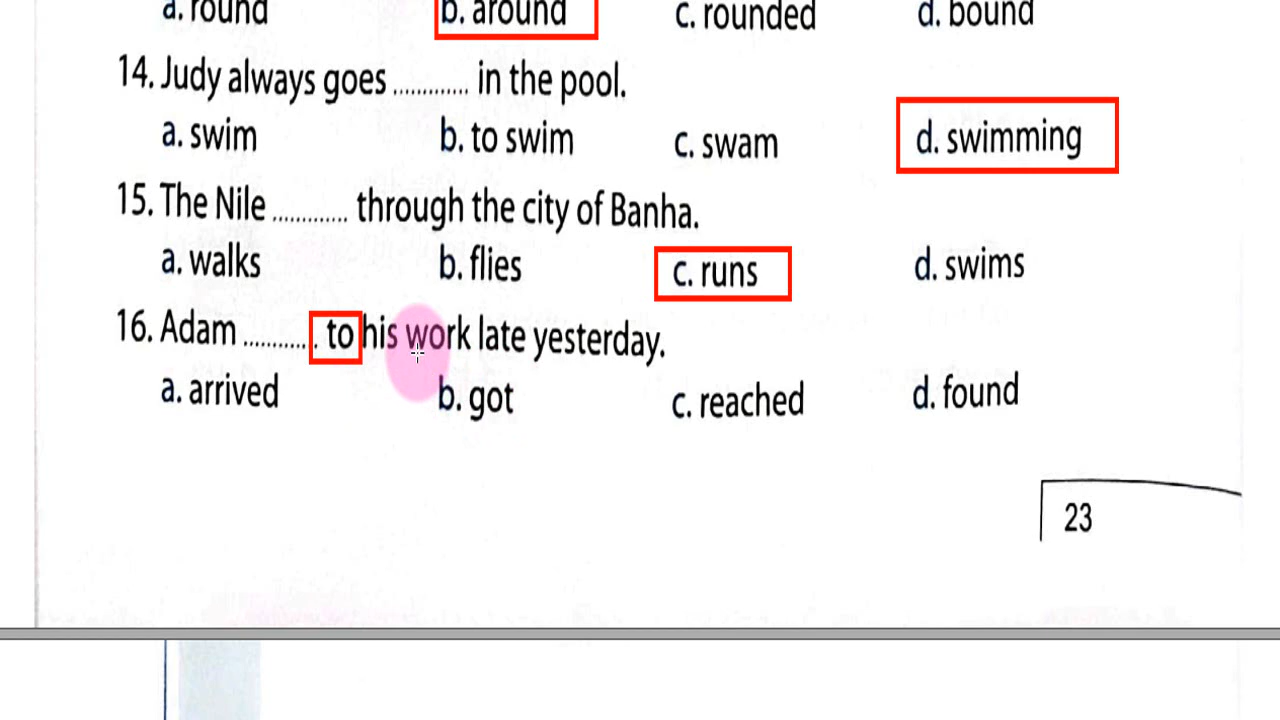 a. round b. around c. rounded d. bound
14. Judy always goes ............. in the pool.
a. swim b. to swim c. swam d. swimming
15. The Nile ............. through the city of Banha.
a. walks b. flies c. runs d. swims
16. Adam ............. to his work late yesterday.
a. arrived b. got c. reached d. found
23